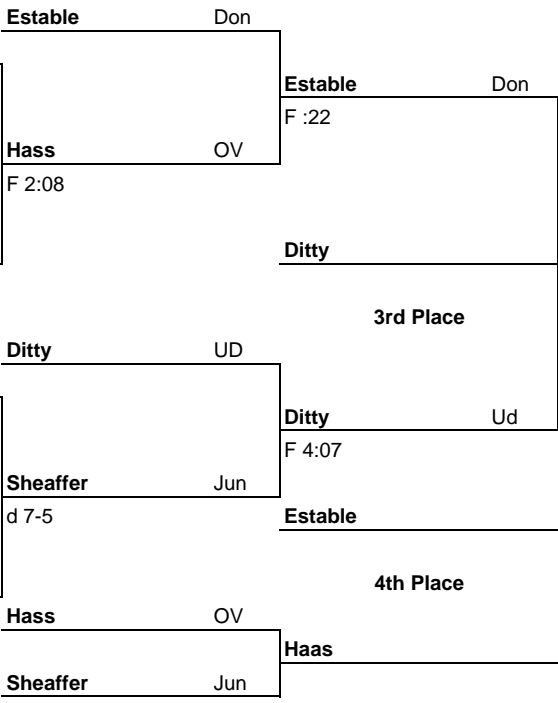 Estable Don
Estable Don
F :22
Hass OV
F 2:08
Ditty
3rd Place
Ditty UD
Ditty Ud
F 4:07
Sheaffer Jun
d 7-5
Estable
4th Place
Hass OV
Haas
Sheaffer Jun